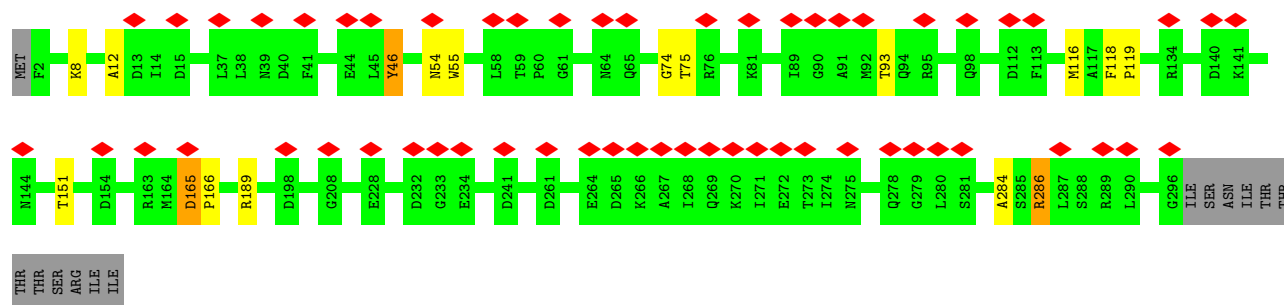 MET F2 K8 A12 D13 I14 D15 L37 L38 N39 D40 F41 E44 L45 Y46 N54 W55 L58 T59 P60 G61 N64 Q65 G74 T75 R76 K81 I89 G90 A91 M92 T93 Q94 R95 Q98 D112 F113 M116 A117 F118 P119 R134 D140 K141
N144 T151 D154 R163 M164 D165 P166 R189 D198 G208 E228 D232 G233 E234 D241 D261 E264 D265 K266 A267 I268 Q269 K270 I271 E272 T273 I274 N275 Q278 G279 L280 S281 A284 S285 R286 L287 S288 R289 L290 G296 ILE SER ASN ILE THR THR
THR THR SER ARG ILE ILE